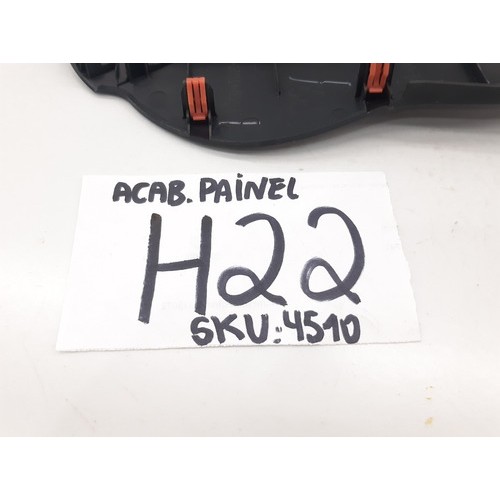 ACAB. PAINEL
H22
SKU: 4510